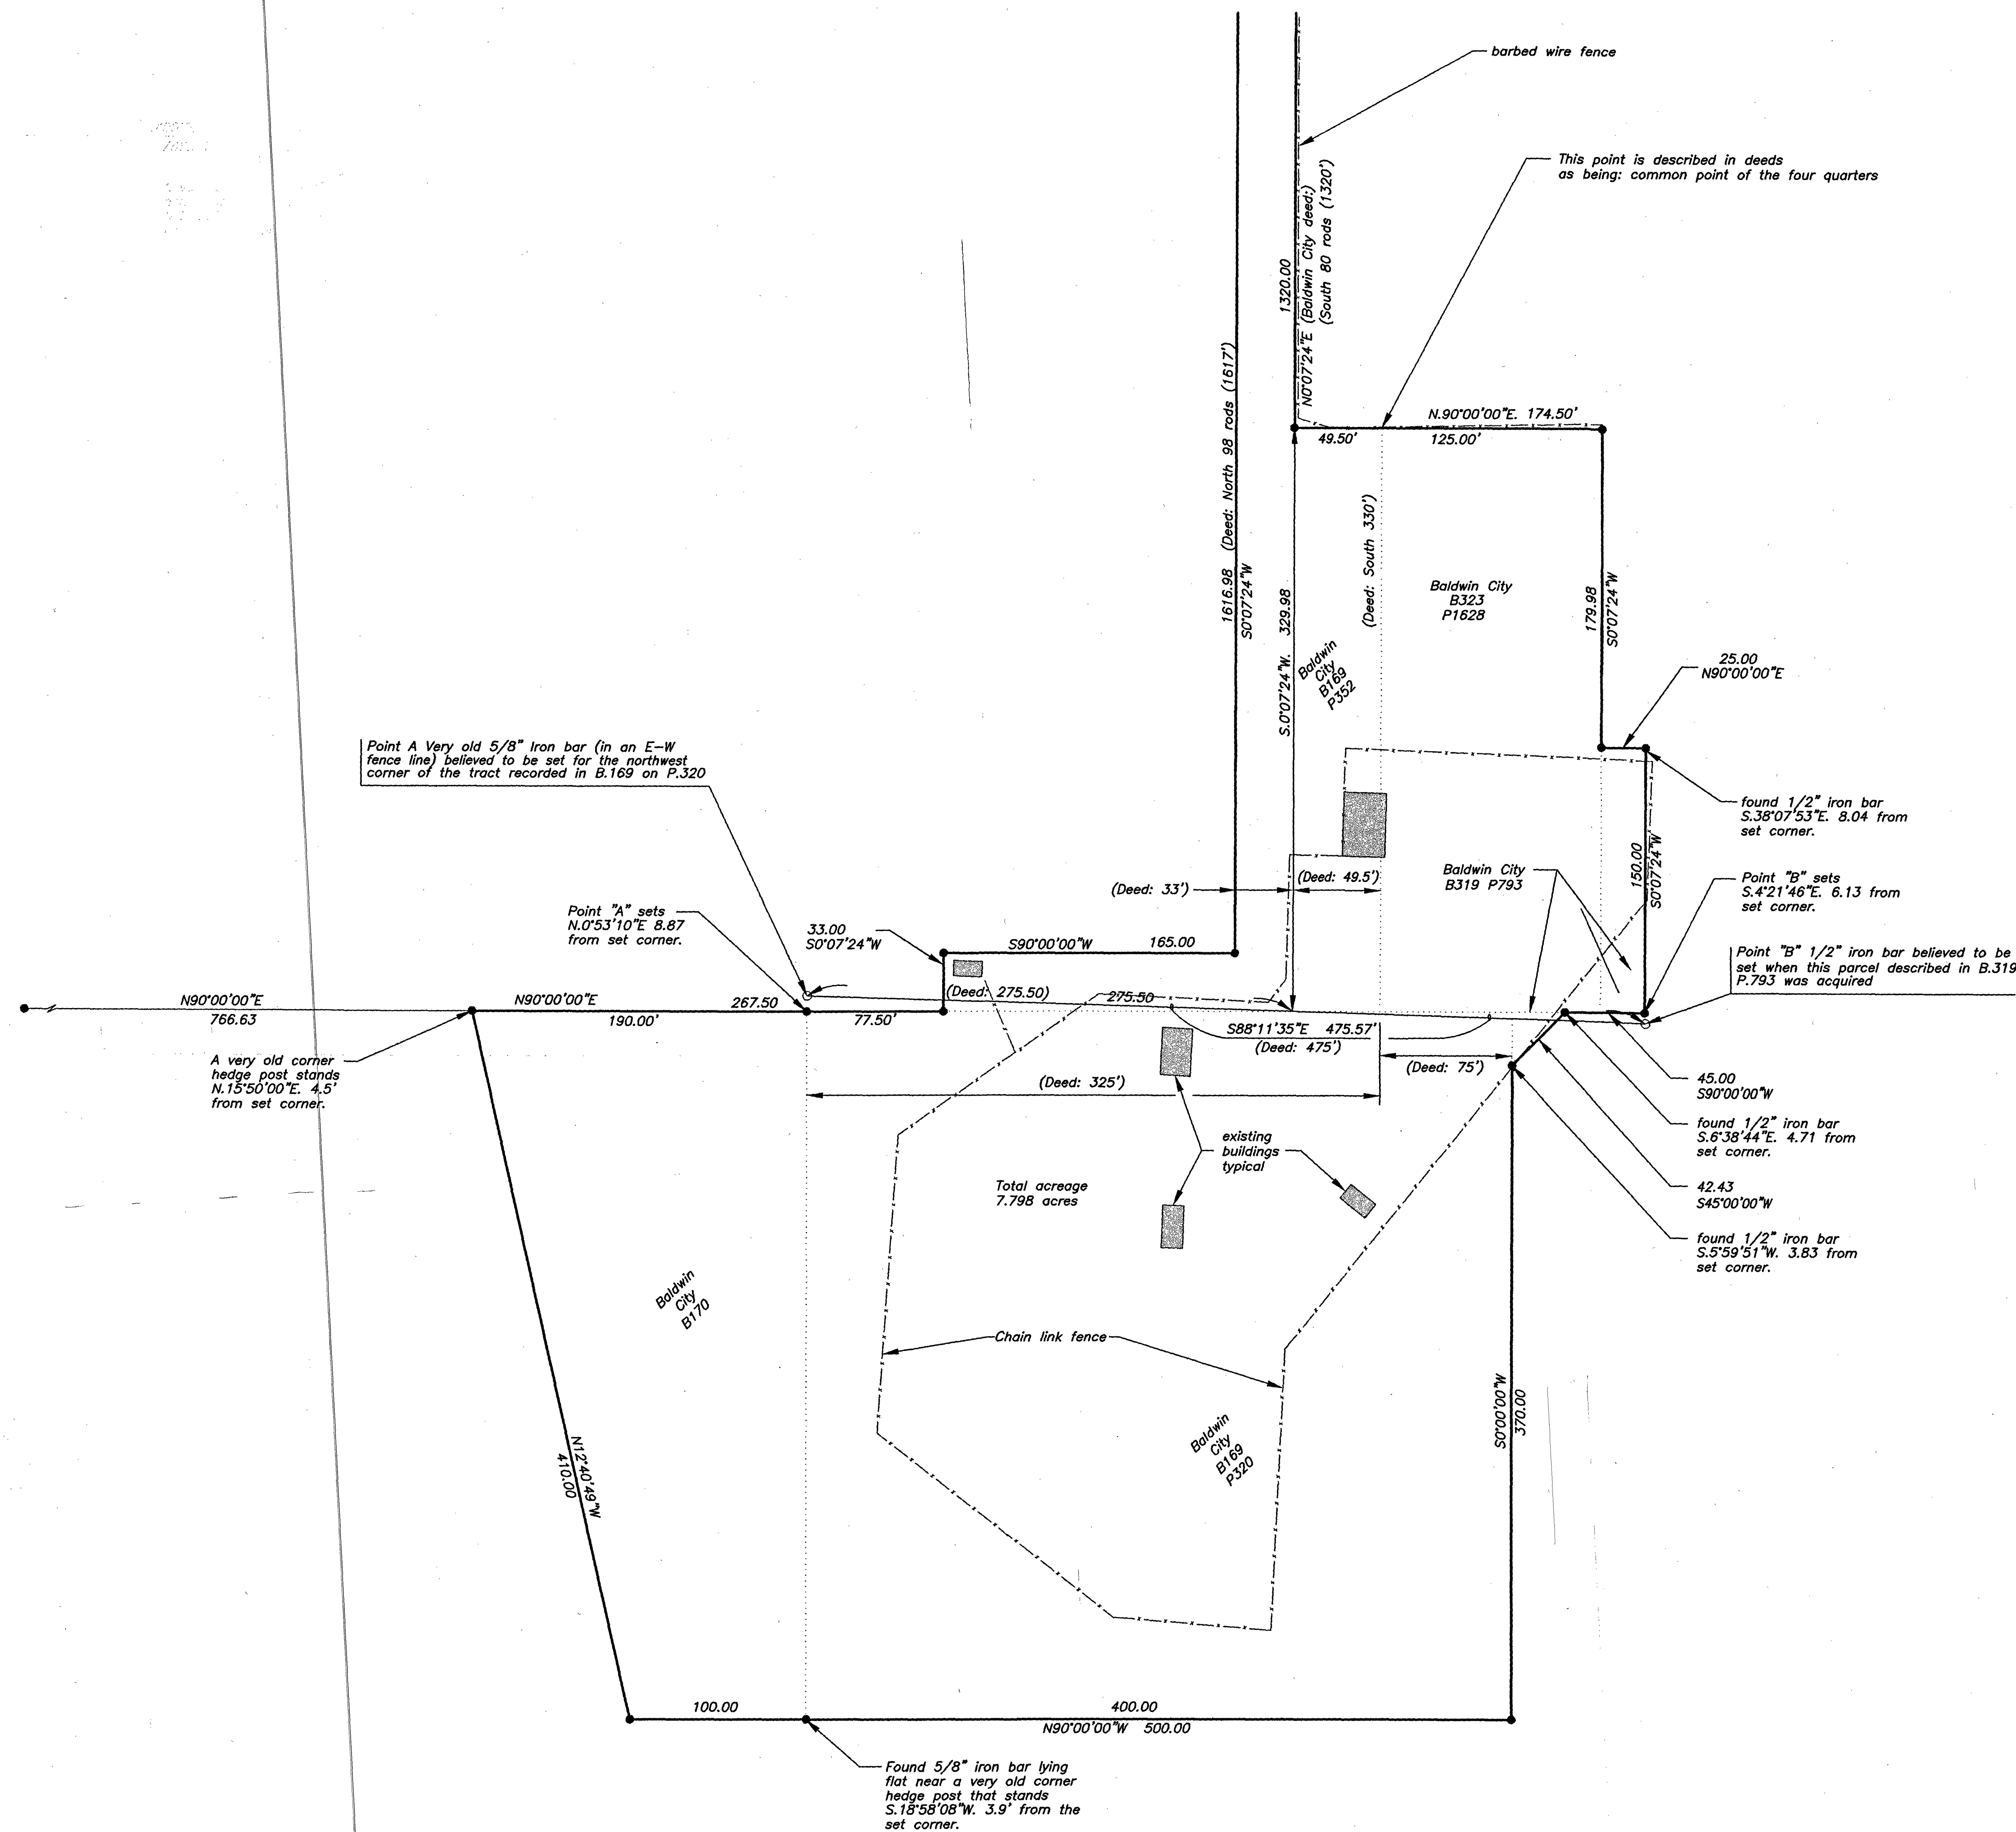 barbed wire fence
This point is described in deeds
as being: common point of the four quarters
1320.00
N0°07'24"E (Baldwin City deed:)
(South 80 rods (1320')
N.90°00'00"E. 174.50'
49.50'
125.00'
1616.98 (Deed: North 98 rods (1617')
S0°07'24"W
S.0°07'24"W. 329.98
(Deed: South 330')
Baldwin City
B323
P1628
179.98
S0°07'24"W
Baldwin
City
B169
P352
25.00
N90°00'00"E
Point A Very old 5/8" Iron bar (in an E-W
fence line) believed to be set for the northwest
corner of the tract recorded in B.169 on P.320
found 1/2" iron bar
S.38°07'53"E. 8.04 from
set corner.
150.00
S0°07'24"W
Baldwin City
B319 P793
(Deed: 33')
(Deed: 49.5')
Point "B" sets
S.4°21'46"E. 6.13 from
set corner.
Point "A" sets
N.0°53'10"E 8.87
from set corner.
33.00
S0°07'24"W
S90°00'00"W
165.00
Point "B" 1/2" iron bar believed to be
set when this parcel described in B.319
P.793 was acquired
N90°00'00"E
766.63
N90°00'00"E
267.50
190.00'
77.50'
(Deed: 275.50)
275.50
S88°11'35"E 475.57
(Deed: 475')
(Deed: 75')
(Deed: 325')
A very old corner
hedge post stands
N.15°50'00"E. 4.5'
from set corner.
45.00
S90°00'00"W
found 1/2" iron bar
S.6°38'44"E. 4.71 from
set corner.
42.43
S45°00'00"W
found 1/2" iron bar
S.5°59'51"W. 3.83 from
set corner.
existing
buildings
typical
Total acreage
7.798 acres
Baldwin
City
B170
Chain link fence
Baldwin
City
B169
P320
S0°00'00"W
370.00
N12°40'49"W
410.00
100.00
400.00
N90°00'00"W 500.00
Found 5/8" iron bar lying
flat near a very old corner
hedge post that stands
S.18°58'08"W. 3.9' from the
set corner.